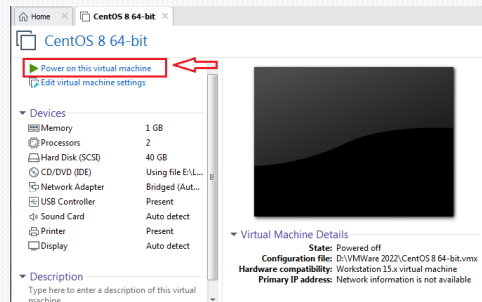 Home
CentOS 8 64-bit
CentOS 8 64-bit
Power on this virtual machine
Edit virtual machine settings
Devices
Memory 1 GB
Processors 2
Hard Disk (SCSI) 40 GB
CD/DVD (IDE) Using file E:\L...
Network Adapter Bridged (Aut...
USB Controller Present
Sound Card Auto detect
Printer Present
Display Auto detect
Description
Type here to enter a description of this virtual
machine.
Virtual Machine Details
State: Powered off
Configuration file: D:\VMWare 2022\CentOS 8 64-bit.vmx
Hardware compatibility: Workstation 15.x virtual machine
Primary IP address: Network information is not available